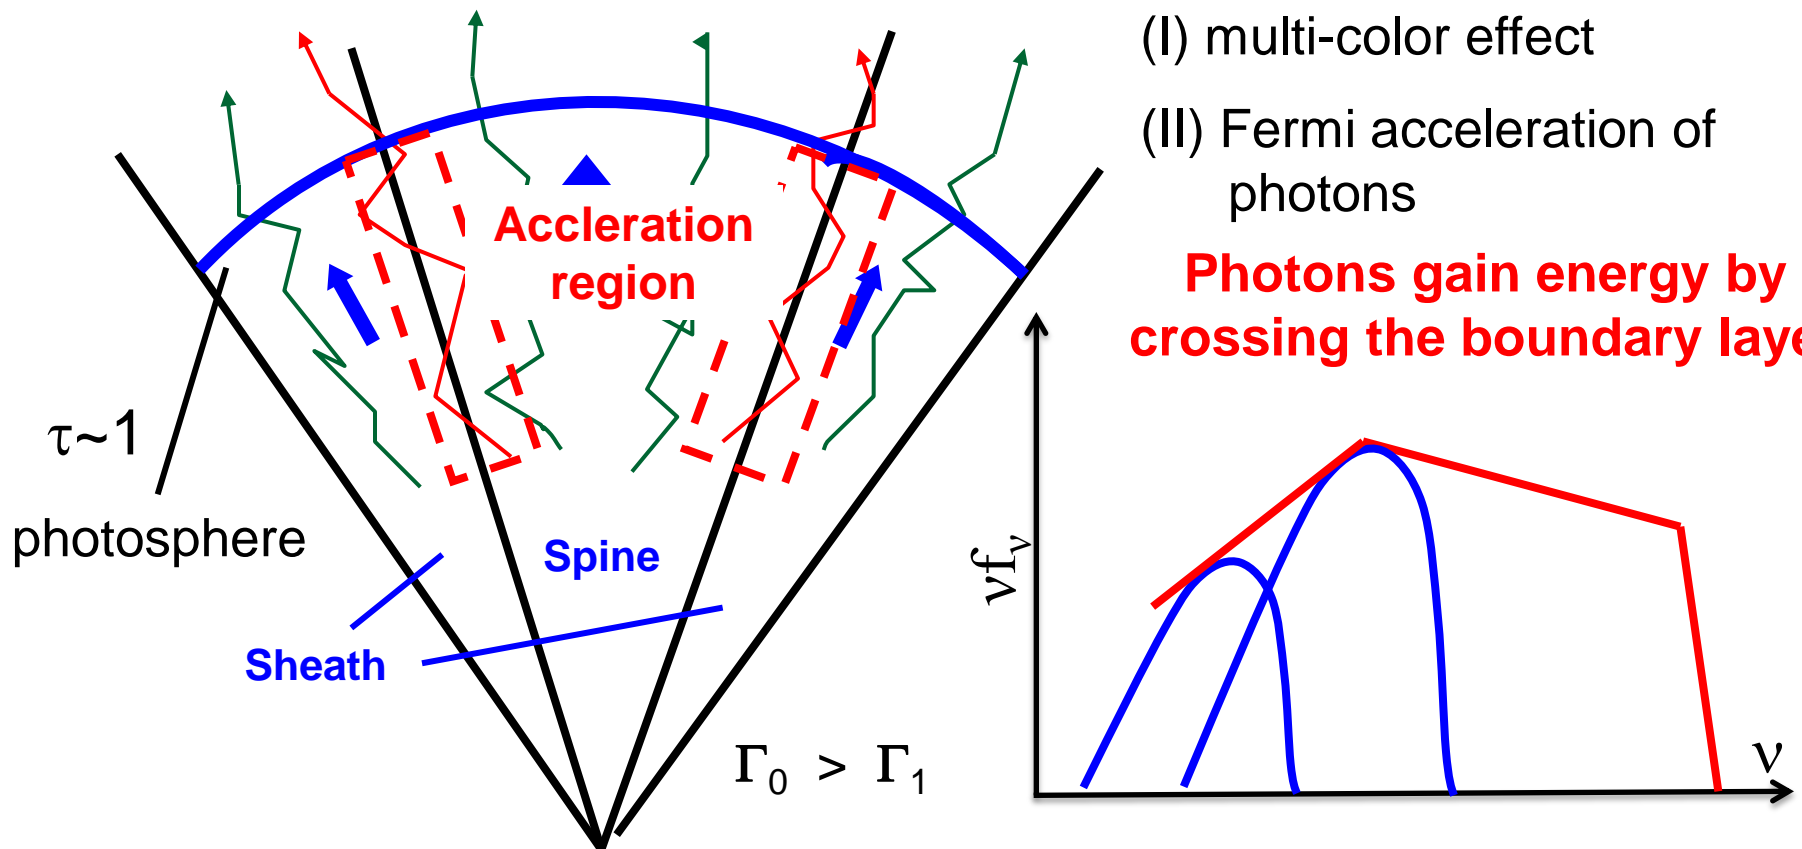 (I) multi-color effect
(II) Fermi acceleration of
photons
Photons gain energy by
crossing the boundary laye
Accleration
region
τ~1
photosphere
Spine
Sheath
Γ0 > Γ1
νfν
ν